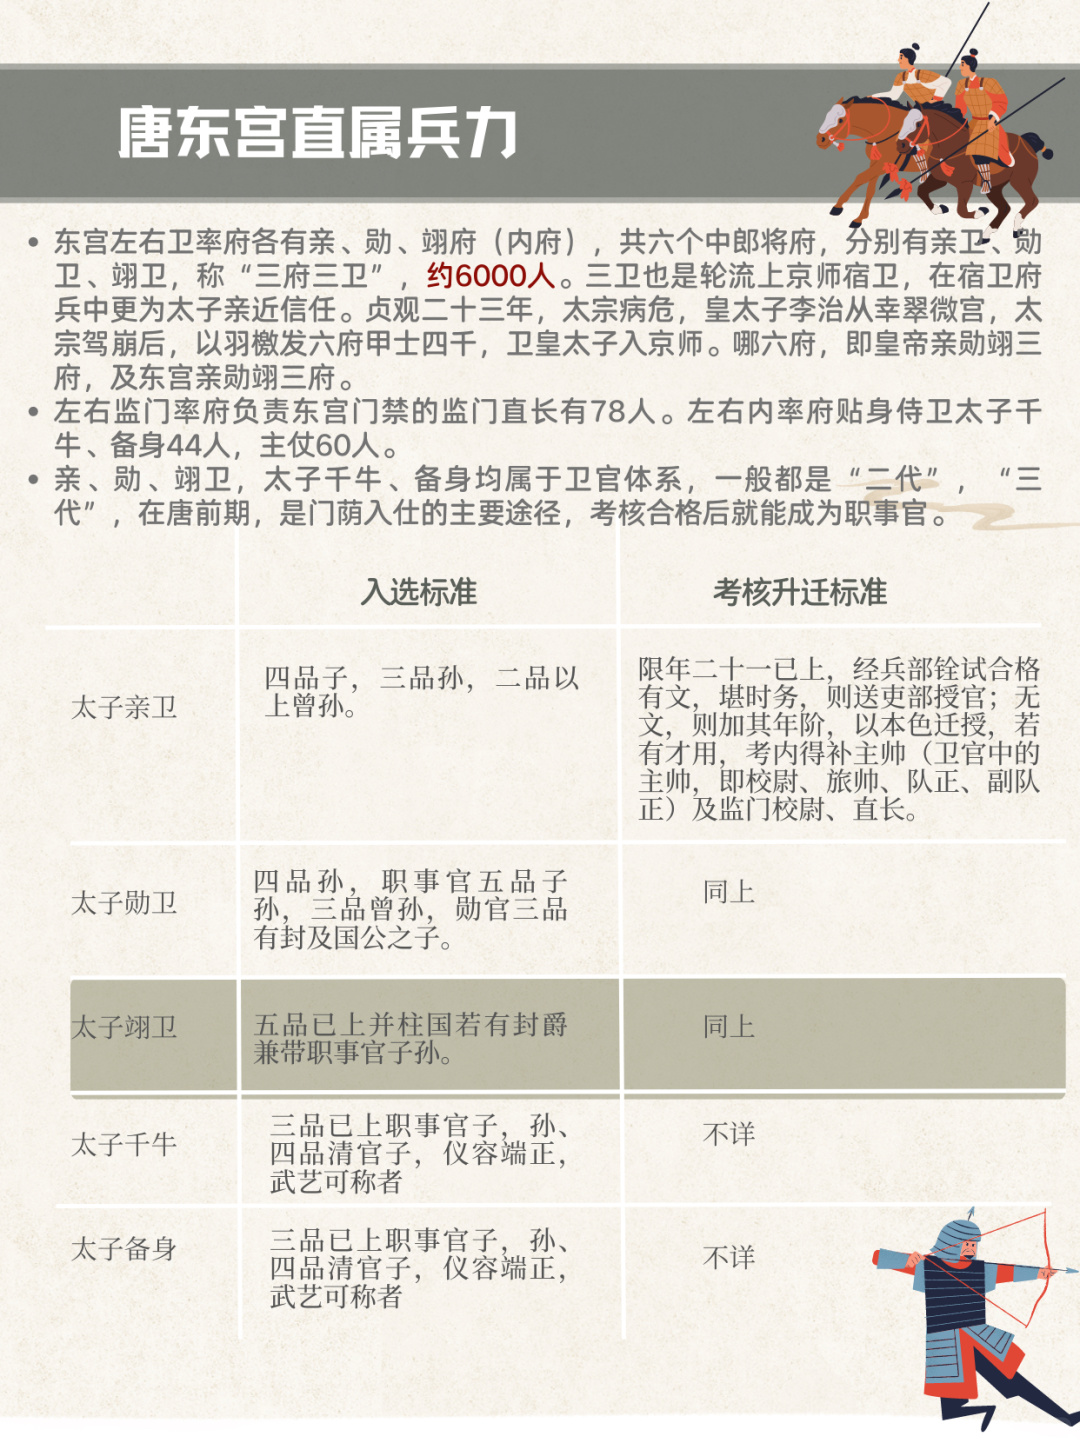 唐东宫直属兵力
• 东宫左右卫率府各有亲、勋、翊府（内府），共六个中郎将府，分别有亲卫、勋
卫、翊卫，称“三府三卫”，约6000人。三卫也是轮流上京师宿卫，在宿卫府
兵中更为太子亲近信任。贞观二十三年，太宗病危，皇太子李治从幸翠微宫，太
宗驾崩后，以羽檄发六府甲士四千，卫皇太子入京师。哪六府，即皇帝亲勋翊三
府，及东宫亲勋翊三府。
• 左右监门率府负责东宫门禁的监门直长有78人。左右内率府贴身侍卫太子千
牛、备身44人，主仗60人。
• 亲、勋、翊卫，太子千牛、备身均属于卫官体系，一般都是“二代”，“三
代”，在唐前期，是门荫入仕的主要途径，考核合格后就能成为职事官。
入选标准
考核升迁标准
太子亲卫
四品子，三品孙，二品以
上曾孙。
限年二十一已上，经兵部铨试合格
有文，堪时务，则送吏部授官；无
文，则加其年阶，以本色迁授，若
有才用，考内得补主帅（卫官中的
主帅，即校尉、旅帅、队正、副队
正）及监门校尉、直长。
太子勋卫
四品孙，职事官五品子
孙，三品曾孙，勋官三品
有封及国公之子。
同上
太子翊卫
五品已上并柱国若有封爵
兼带职事官子孙。
同上
太子千牛
三品已上职事官子，孙、
四品清官子，仪容端正，
武艺可称者
不详
太子备身
三品已上职事官子，孙、
四品清官子，仪容端正，
武艺可称者
不详